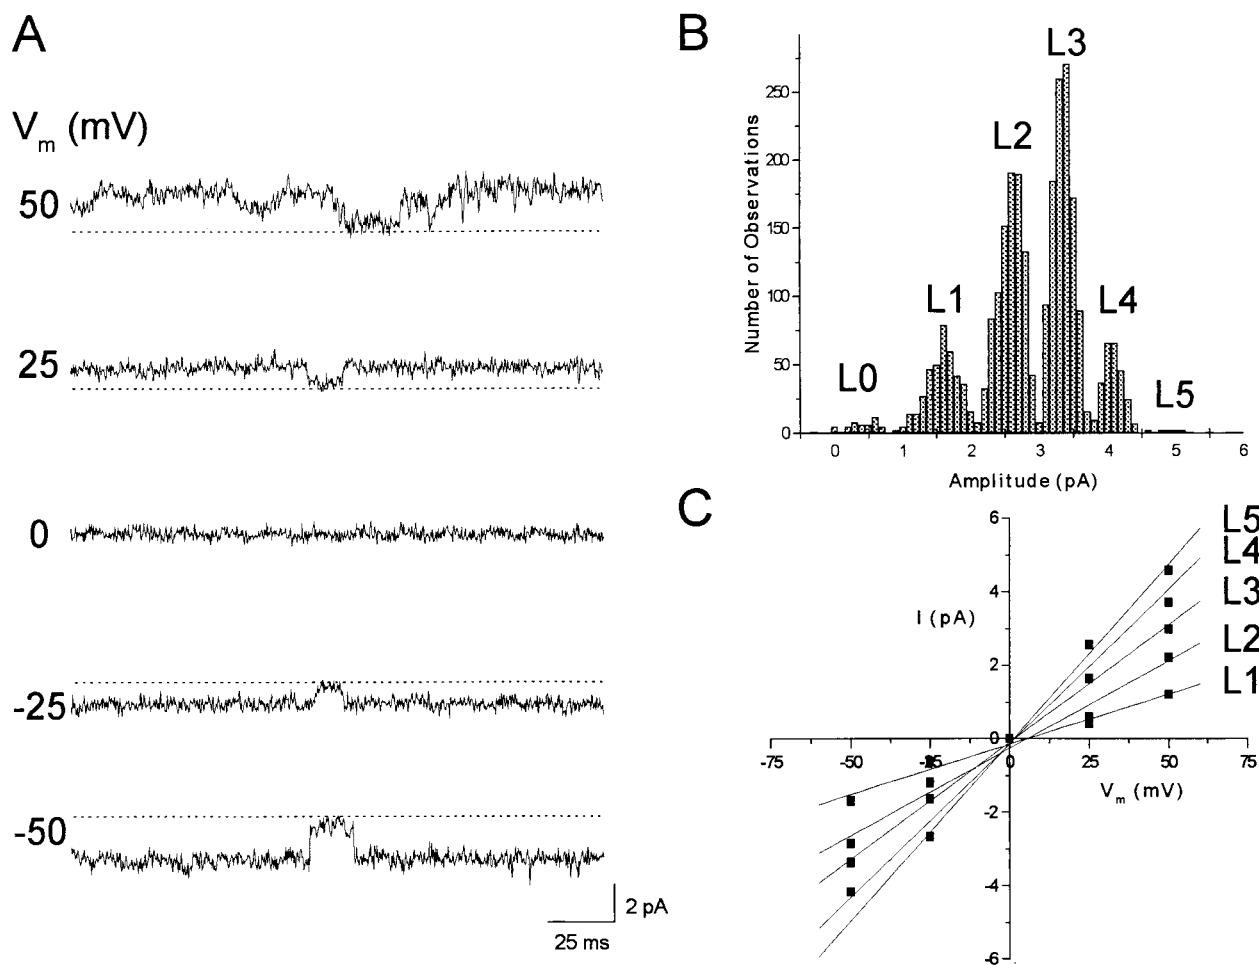 A
V_m (mV)
50
25
0
-25
-50
2 pA
25 ms
B
Number of Observations
250
200
150
100
50
0
L0
L1
L2
L3
L4
L5
0 1 2 3 4 5 6
Amplitude (pA)
C
I (pA)
6
4
2
0
-2
-4
-6
-75 -50 -25 0 25 50 75
V_m (mV)
L5
L4
L3
L2
L1